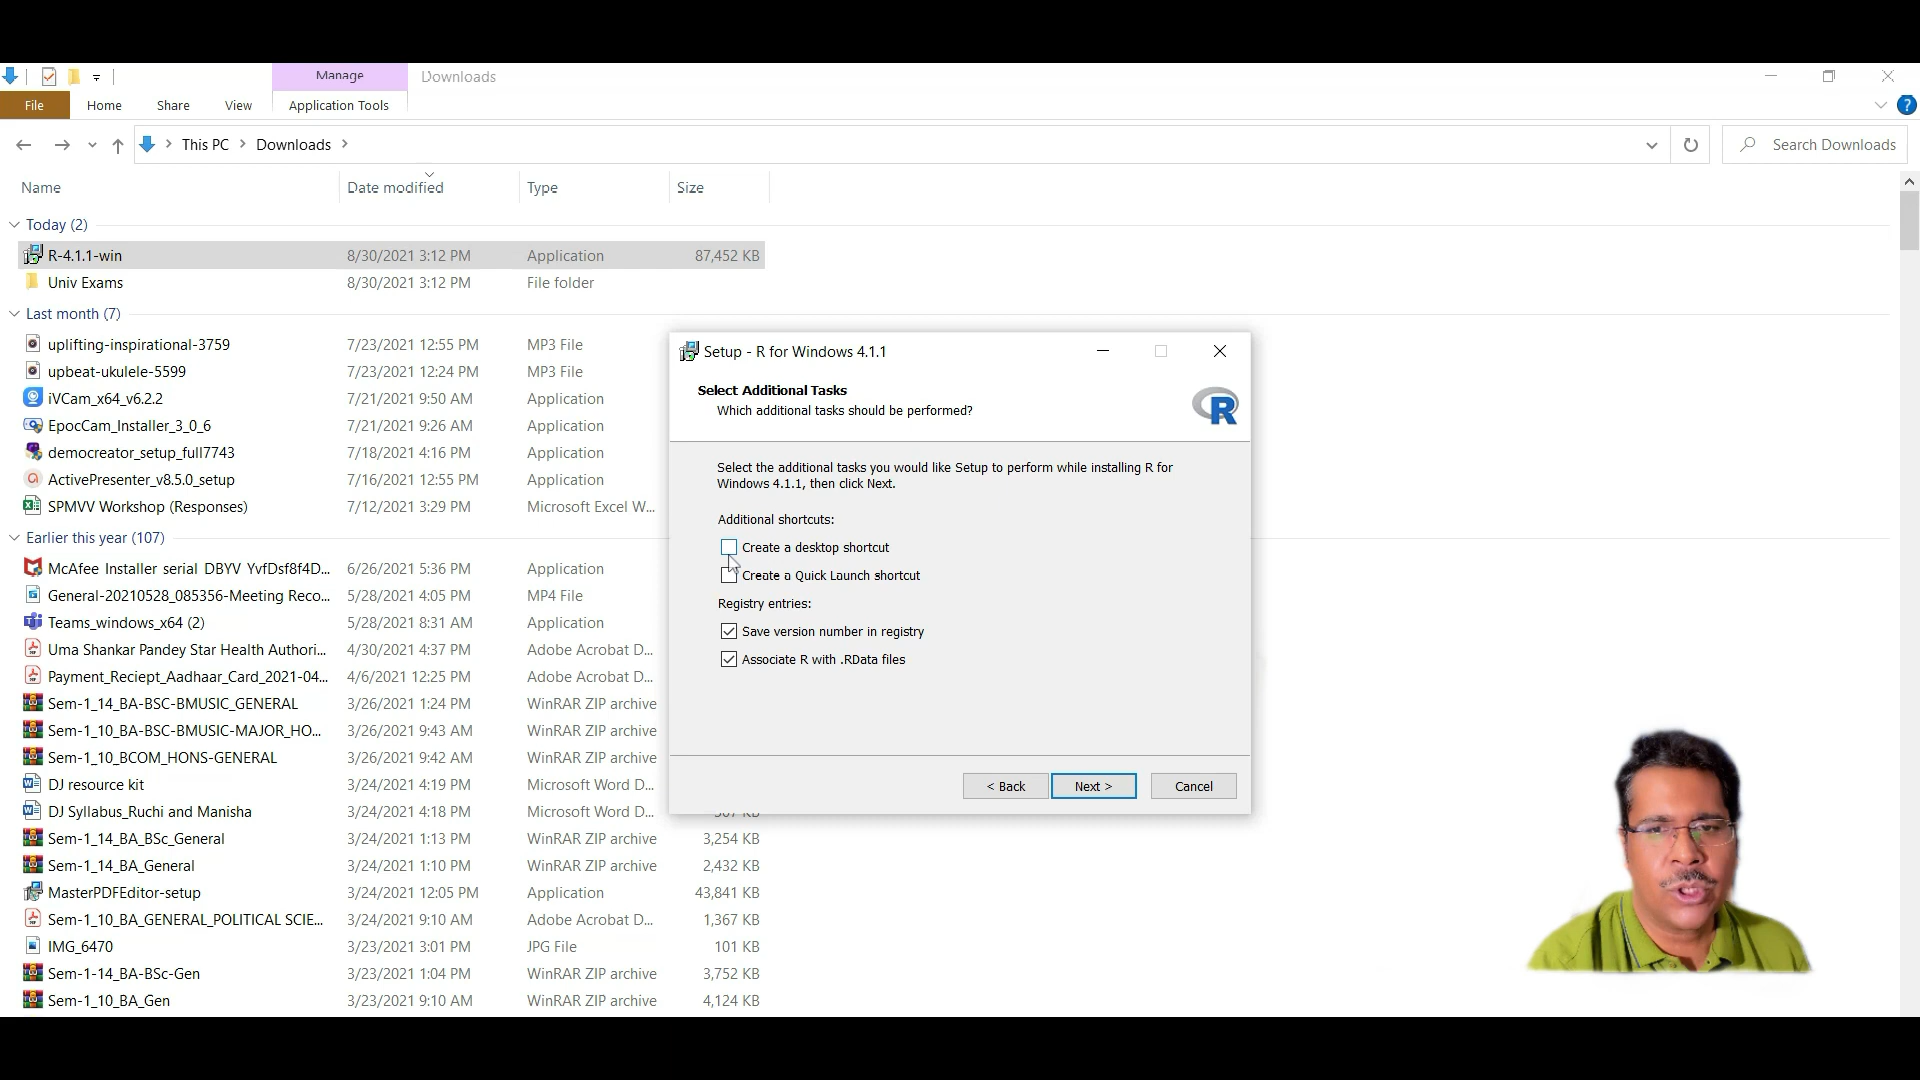 Manage
Downloads
File
Home
Share
View
Application Tools
This PC
Downloads
Search Downloads
Name
Date modified
Type
Size
Today (2)
R-4.1.1-win 8/30/2021 3:12 PM Application 87,452 KB
Univ Exams 8/30/2021 3:12 PM File folder
Last month (7)
uplifting-inspirational-3759 7/23/2021 12:55 PM MP3 File
upbeat-ukulele-5599 7/23/2021 12:24 PM MP3 File
iVCam_x64_v6.2.2 7/21/2021 9:50 AM Application
EpocCam_Installer_3_0_6 7/21/2021 9:26 AM Application
democreator_setup_full7743 7/18/2021 4:16 PM Application
ActivePresenter_v8.5.0_setup 7/16/2021 12:55 PM Application
SPMVV Workshop (Responses) 7/12/2021 3:29 PM Microsoft Excel W...
Earlier this year (107)
McAfee Installer serial DBYV YvfDsf8f4D... 6/26/2021 5:36 PM Application
General-20210528_085356-Meeting Reco... 5/28/2021 4:05 PM MP4 File
Teams_windows_x64 (2) 5/28/2021 8:31 AM Application
Uma Shankar Pandey Star Health Authori... 4/30/2021 4:37 PM Adobe Acrobat D...
Payment_Reciept_Aadhaar_Card_2021-04... 4/6/2021 12:25 PM Adobe Acrobat D...
Sem-1_14_BA-BSC-BMUSIC_GENERAL 3/26/2021 1:24 PM WinRAR ZIP archive
Sem-1_10_BA-BSC-BMUSIC-MAJOR_HO... 3/26/2021 9:43 AM WinRAR ZIP archive
Sem-1_10_BCOM_HONS-GENERAL 3/26/2021 9:42 AM WinRAR ZIP archive
DJ resource kit 3/24/2021 4:19 PM Microsoft Word D...
DJ Syllabus_Ruchi and Manisha 3/24/2021 4:18 PM Microsoft Word D...
Sem-1_14_BA_BSc_General 3/24/2021 1:13 PM WinRAR ZIP archive 3,254 KB
Sem-1_14_BA_General 3/24/2021 1:10 PM WinRAR ZIP archive 2,432 KB
MasterPDFEditor-setup 3/24/2021 12:05 PM Application 43,841 KB
Sem-1_10_BA_GENERAL_POLITICAL SCIE... 3/24/2021 9:10 AM Adobe Acrobat D... 1,367 KB
IMG_6470 3/23/2021 3:01 PM JPG File 101 KB
Sem-1-14_BA-BSc-Gen 3/23/2021 1:04 PM WinRAR ZIP archive 3,752 KB
Sem-1_10_BA_Gen 3/23/2021 9:10 AM WinRAR ZIP archive 4,124 KB
Setup - R for Windows 4.1.1
Select Additional Tasks
Which additional tasks should be performed?
R
Select the additional tasks you would like Setup to perform while installing R for
Windows 4.1.1, then click Next.
Additional shortcuts:
Create a desktop shortcut
Create a Quick Launch shortcut
Registry entries:
Save version number in registry
Associate R with .RData files
< Back
Next >
Cancel